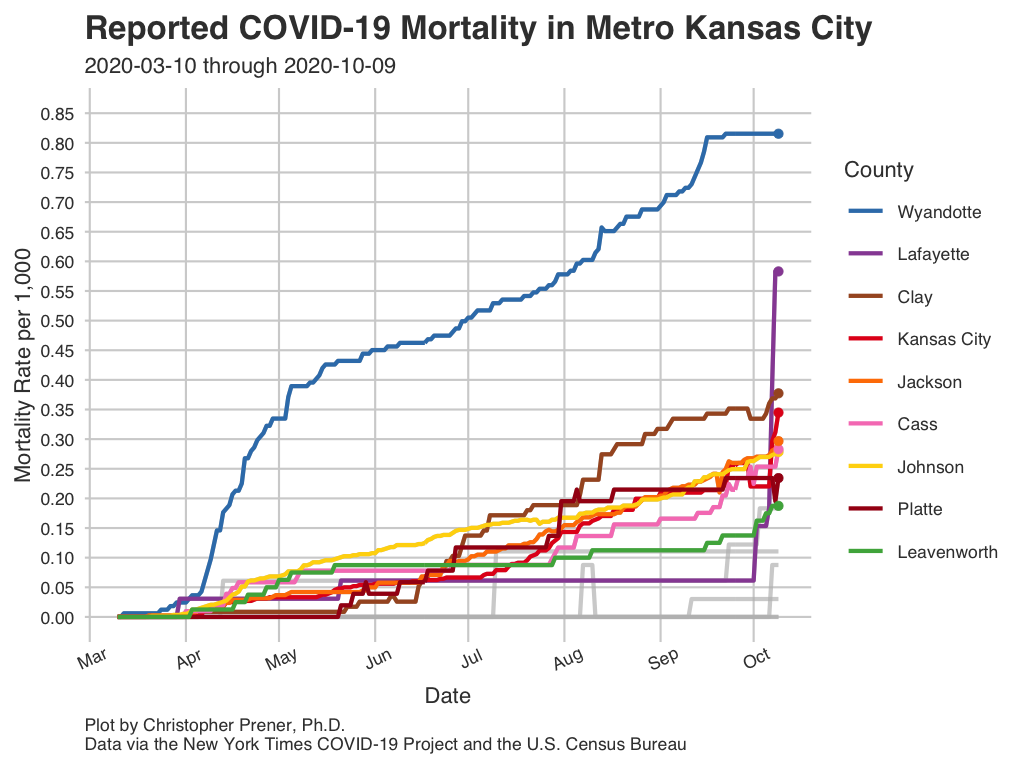 Reported COVID-19 Mortality in Metro Kansas City
2020-03-10 through 2020-10-09
Mortality Rate per 1,000
0.85
0.80
0.75
0.70
0.65
0.60
0.55
0.50
0.45
0.40
0.35
0.30
0.25
0.20
0.15
0.10
0.05
0.00
Mar
Apr
May
Jun
Jul
Aug
Sep
Oct
Date
County
Wyandotte
Lafayette
Clay
Kansas City
Jackson
Cass
Johnson
Platte
Leavenworth
Plot by Christopher Prener, Ph.D.
Data via the New York Times COVID-19 Project and the U.S. Census Bureau